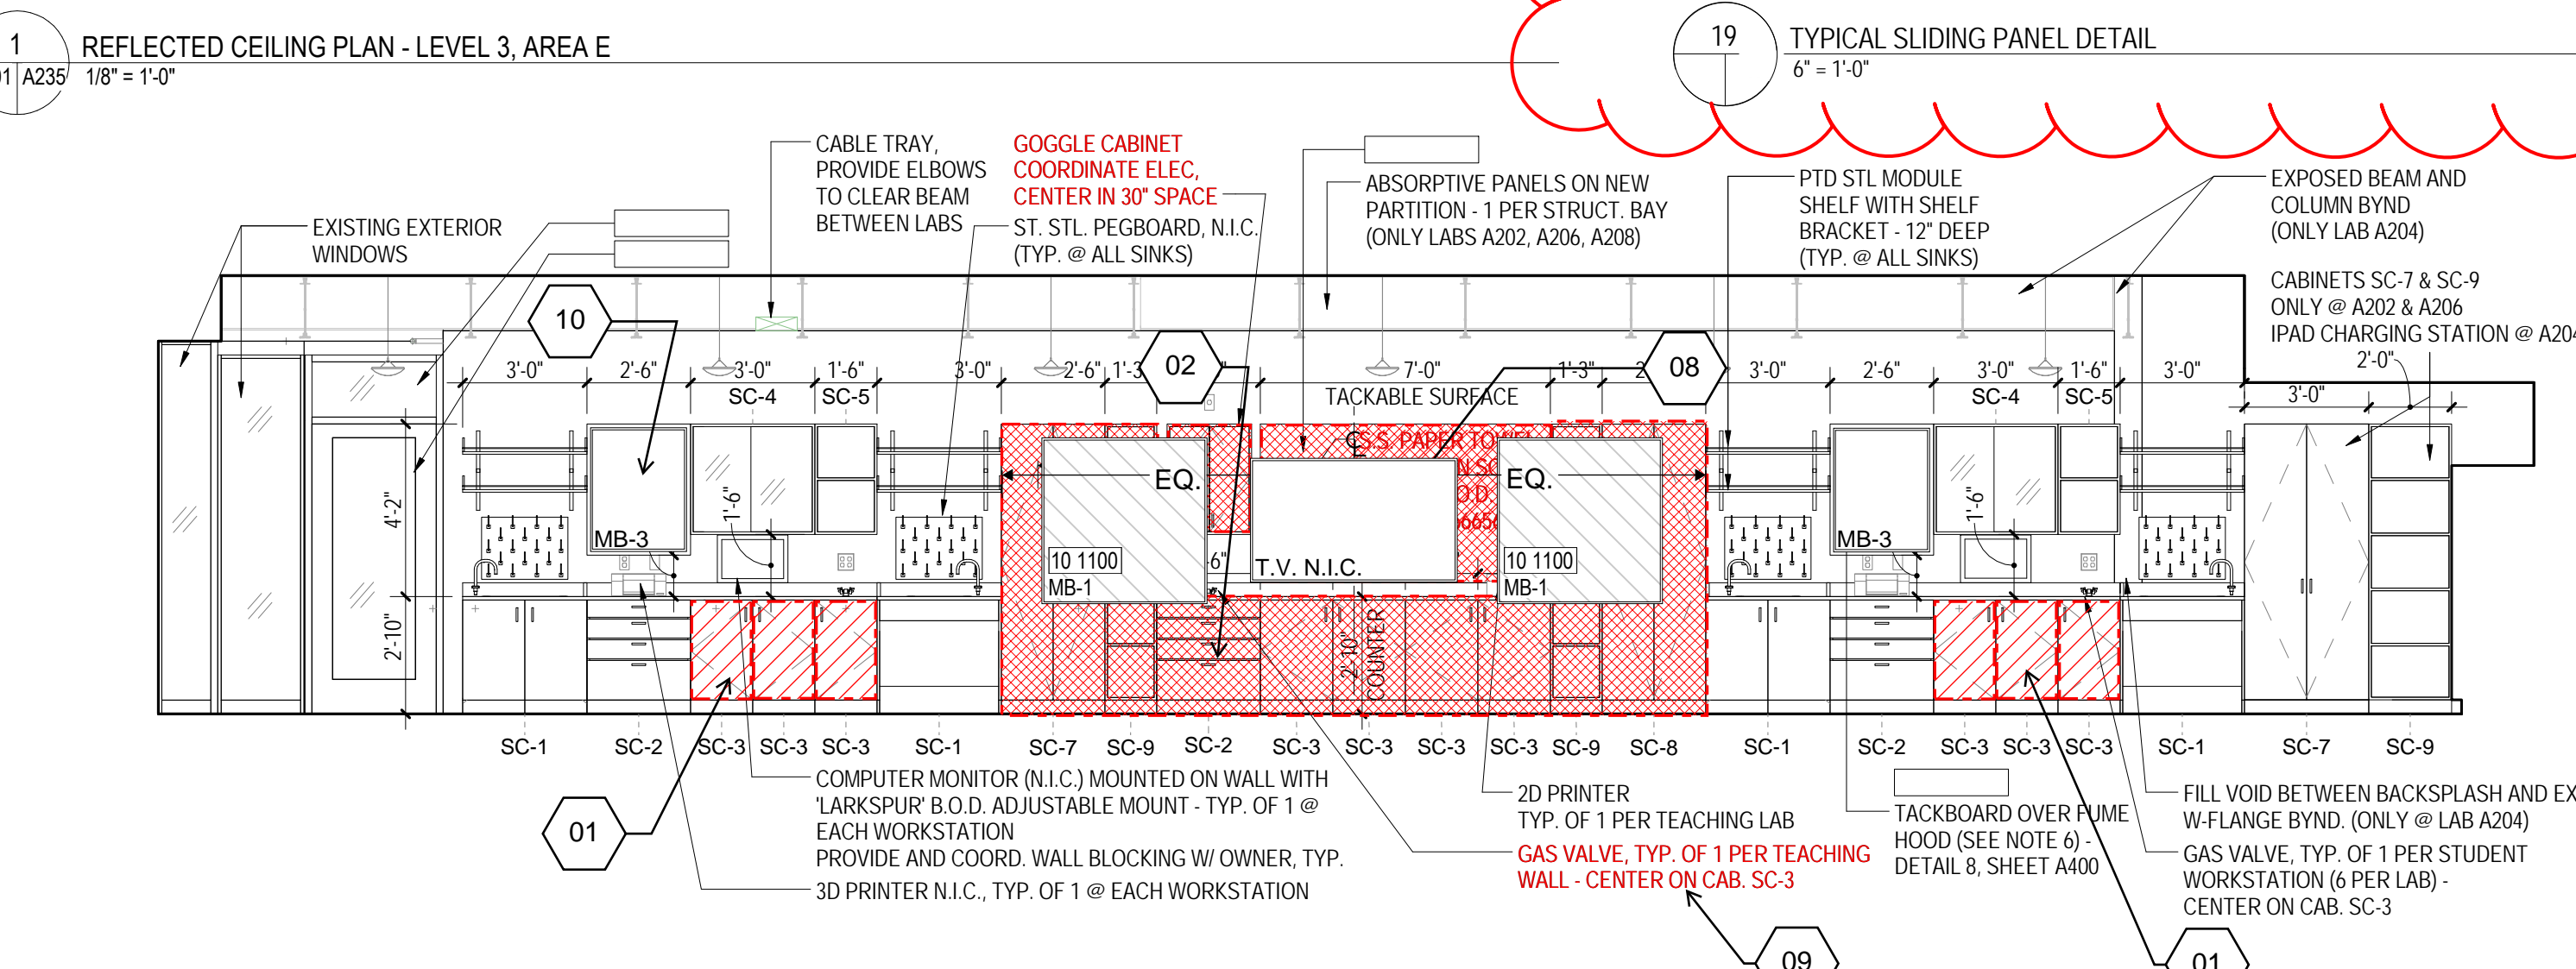 1
A235
REFLECTED CEILING PLAN - LEVEL 3, AREA E
1/8" = 1'-0"
19
TYPICAL SLIDING PANEL DETAIL
6" = 1'-0"
EXISTING EXTERIOR
WINDOWS
CABLE TRAY,
PROVIDE ELBOWS
TO CLEAR BEAM
BETWEEN LABS
GOGGLE CABINET
COORDINATE ELEC,
CENTER IN 30" SPACE
ST. STL. PEGBOARD, N.I.C.
(TYP. @ ALL SINKS)
ABSORPTIVE PANELS ON NEW
PARTITION - 1 PER STRUCT. BAY
(ONLY LABS A202, A206, A208)
PTD STL MODULE
SHELF WITH SHELF
BRACKET - 12" DEEP
(TYP. @ ALL SINKS)
EXPOSED BEAM AND
COLUMN BYND
(ONLY LAB A204)
CABINETS SC-7 & SC-9
ONLY @ A202 & A206
IPAD CHARGING STATION @ A204
10
02
08
3'-0" 2'-6" 3'-0" 1'-6" 3'-0" 2'-6" 7'-0" 1'-3" 3'-0" 2'-6" 3'-0" 1'-6" 3'-0" 3'-0" 2'-0"
SC-4 SC-5 TACKABLE SURFACE SC-4 SC-5
S.S. PAPER
4'-2"
1'-6"
EQ.
EQ.
1'-6"
MB-3
10 1100
MB-1
T.V. N.I.C.
10 1100
MB-1
MB-3
2'-10"
2'-10"
COUNTER
SC-1 SC-2 SC-3 SC-3 SC-3 SC-1 SC-7 SC-9 SC-2 SC-3 SC-3 SC-3 SC-3 SC-9 SC-8 SC-1 SC-2 SC-3 SC-3 SC-3 SC-1 SC-7 SC-9
01
COMPUTER MONITOR (N.I.C.) MOUNTED ON WALL WITH
'LARKSPUR' B.O.D. ADJUSTABLE MOUNT - TYP. OF 1 @
EACH WORKSTATION
PROVIDE AND COORD. WALL BLOCKING W/ OWNER, TYP.
3D PRINTER N.I.C., TYP. OF 1 @ EACH WORKSTATION
2D PRINTER
TYP. OF 1 PER TEACHING LAB
GAS VALVE, TYP. OF 1 PER TEACHING
WALL - CENTER ON CAB. SC-3
09
TACKBOARD OVER FUME
HOOD (SEE NOTE 6) -
DETAIL 8, SHEET A400
FILL VOID BETWEEN BACKSPLASH AND
W-FLANGE BYND. (ONLY @ LAB A204)
GAS VALVE, TYP. OF 1 PER STUDENT
WORKSTATION (6 PER LAB) -
CENTER ON CAB. SC-3
01